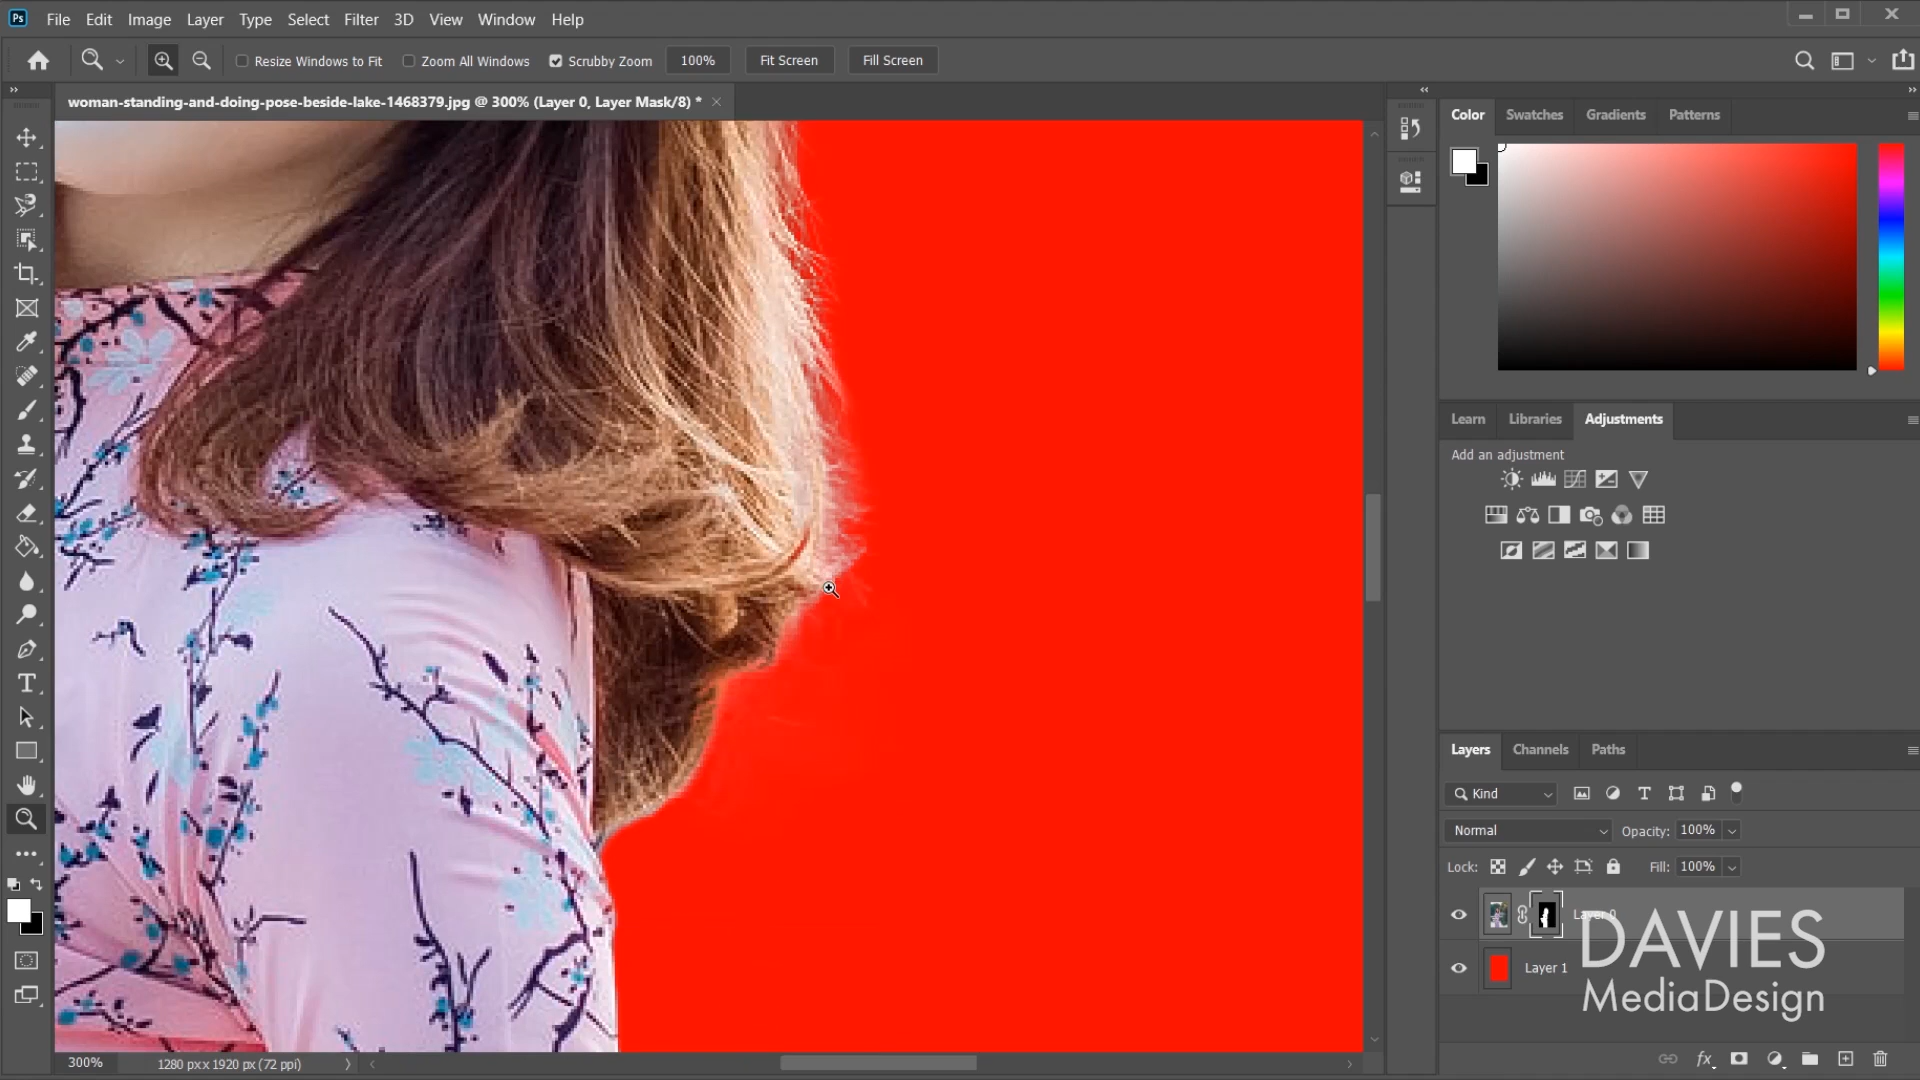 Ps File Edit Image Layer Type Select Filter 3D View Window Help
Resize Windows to Fit Zoom All Windows Scrubby Zoom 100% Fit Screen Fill Screen
woman-standing-and-doing-pose-beside-lake-1468379.jpg @ 300% (Layer 0, Layer Mask/8) *
Color Swatches Gradients Patterns
Learn Libraries Adjustments
Add an adjustment
Layers Channels Paths
Kind
Normal Opacity: 100%
Lock: Fill: 100%
Layer 0
Layer 1
DAVIES
MediaDesign
300% 1280 px x 1920 px (72 ppi)
fx